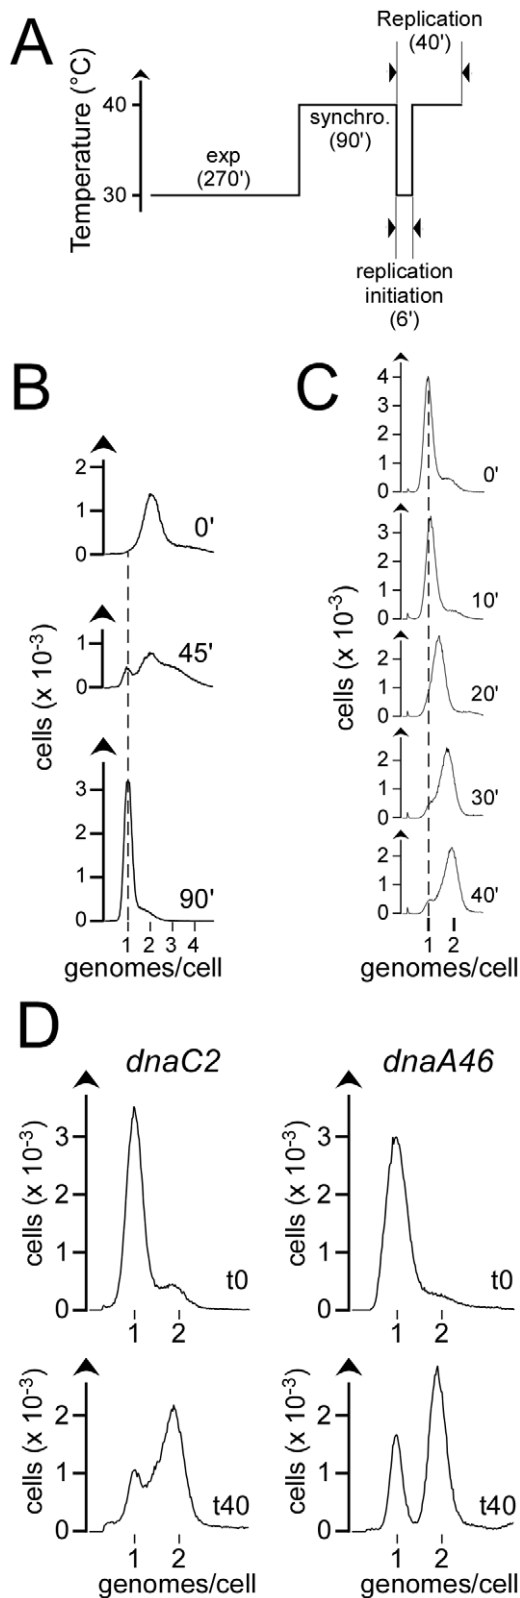 A
Replication
(40')
Temperature (°C)
40
30
exp
(270')
synchro.
(90')
replication
initiation
(6')
B
cells (x 10-3)
2
1
0
0'
1
0
45'
3
2
1
0
90'
1 2 3 4
genomes/cell
C
cells (x 10-3)
4
3
2
1
0
0'
3
2
1
0
10'
2
1
0
20'
2
1
0
30'
2
1
0
40'
1 2
genomes/cell
D
dnaC2
cells (x 10-3)
3
2
1
0
t0
1 2
cells (x 10-3)
2
1
0
t40
1 2
genomes/cell
dnaA46
cells (x 10-3)
3
2
1
0
t0
1 2
cells (x 10-3)
2
1
0
t40
1 2
genomes/cell